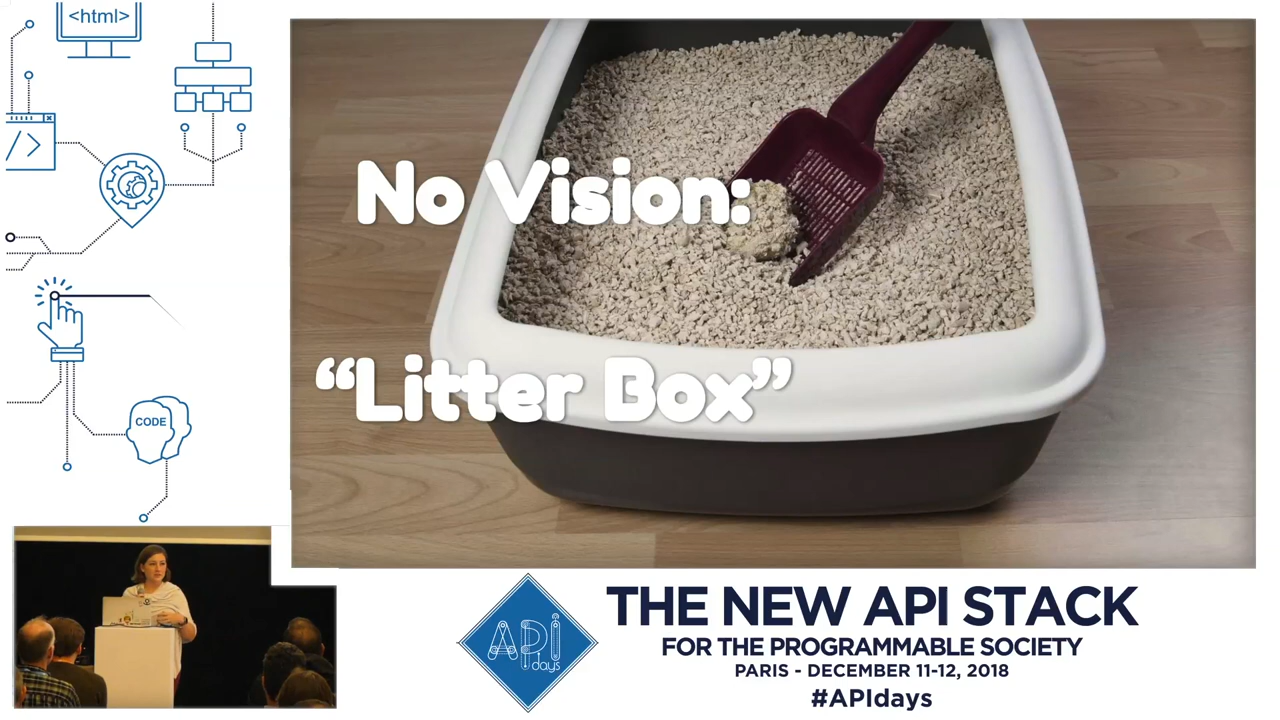 <html>
</>
CODE
No Vision:
“Litter Box”
APi
days
THE NEW API STACK
FOR THE PROGRAMMABLE SOCIETY
PARIS - DECEMBER 11-12, 2018
#APIdays